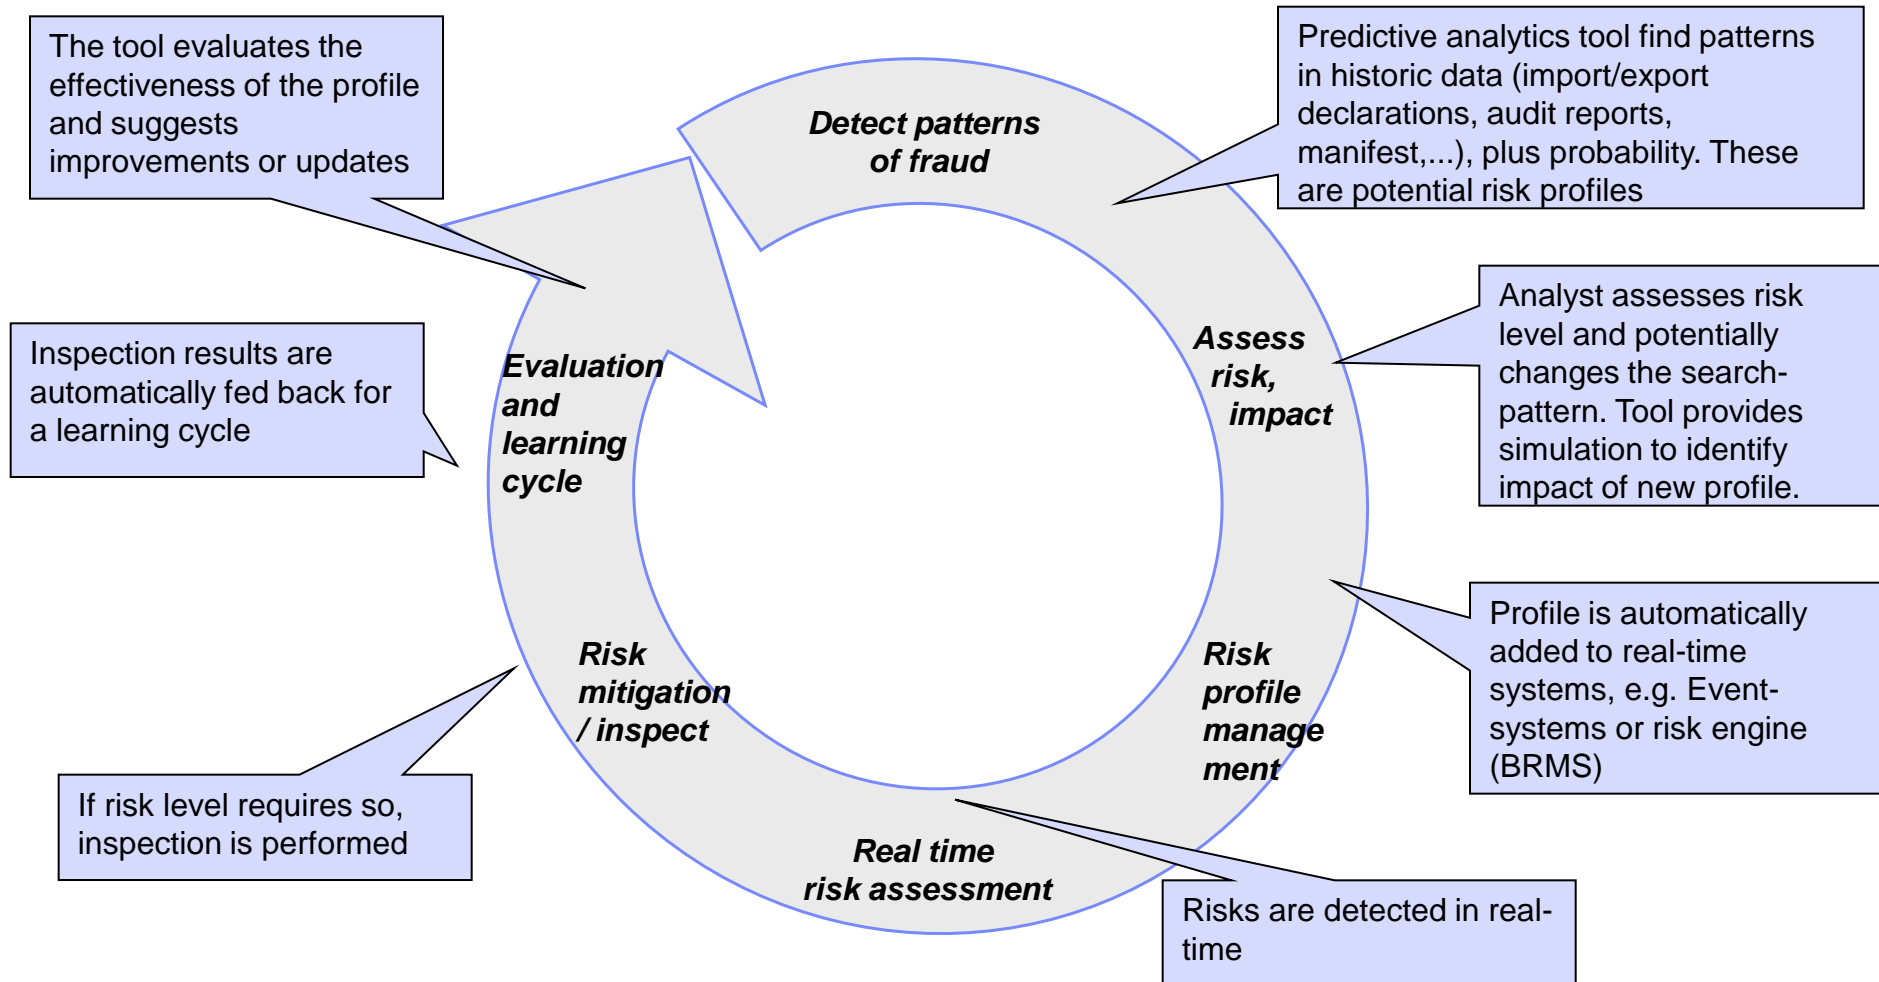 The tool evaluates the
effectiveness of the profile
and suggests
improvements or updates
Predictive analytics tool find patterns
in historic data (import/export
declarations, audit reports,
manifest,...), plus probability. These
are potential risk profiles
Detect patterns
of fraud
Analyst assesses risk
level and potentially
changes the search-
pattern. Tool provides
simulation to identify
impact of new profile.
Assess
risk,
impact
Inspection results are
automatically fed back for
a learning cycle
Evaluation
and
learning
cycle
Profile is automatically
added to real-time
systems, e.g. Event-
systems or risk engine
(BRMS)
Risk
profile
manage
ment
Risk
mitigation
/ inspect
If risk level requires so,
inspection is performed
Real time
risk assessment
Risks are detected in real-
time